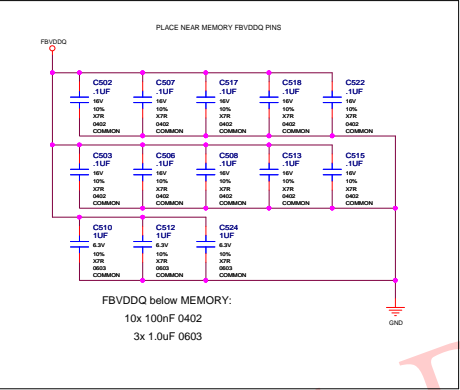 PLACE NEAR MEMORY FBVDDQ PINS
FBVDDQ
C502 C507 C517 C518 C522
.1UF .1UF .1UF .1UF .1UF
16V 16V 16V 16V 16V
10% 10% 10% 10% 10%
X7R X7R X7R X7R X7R
0402 0402 0402 0402 0402
COMMON COMMON COMMON COMMON COMMON
C503 C506 C508 C513 C515
.1UF .1UF .1UF .1UF .1UF
16V 16V 16V 16V 16V
10% 10% 10% 10% 10%
X7R X7R X7R X7R X7R
0402 0402 0402 0402 0402
COMMON COMMON COMMON COMMON COMMON
C510 C512 C524
1UF 1UF 1UF
6.3V 6.3V 6.3V
10% 10% 10%
X7R X7R X7R
0603 0603 0603
COMMON COMMON COMMON
FBVDDQ below MEMORY:
10x 100nF 0402
3x 1.0uF 0603
GND